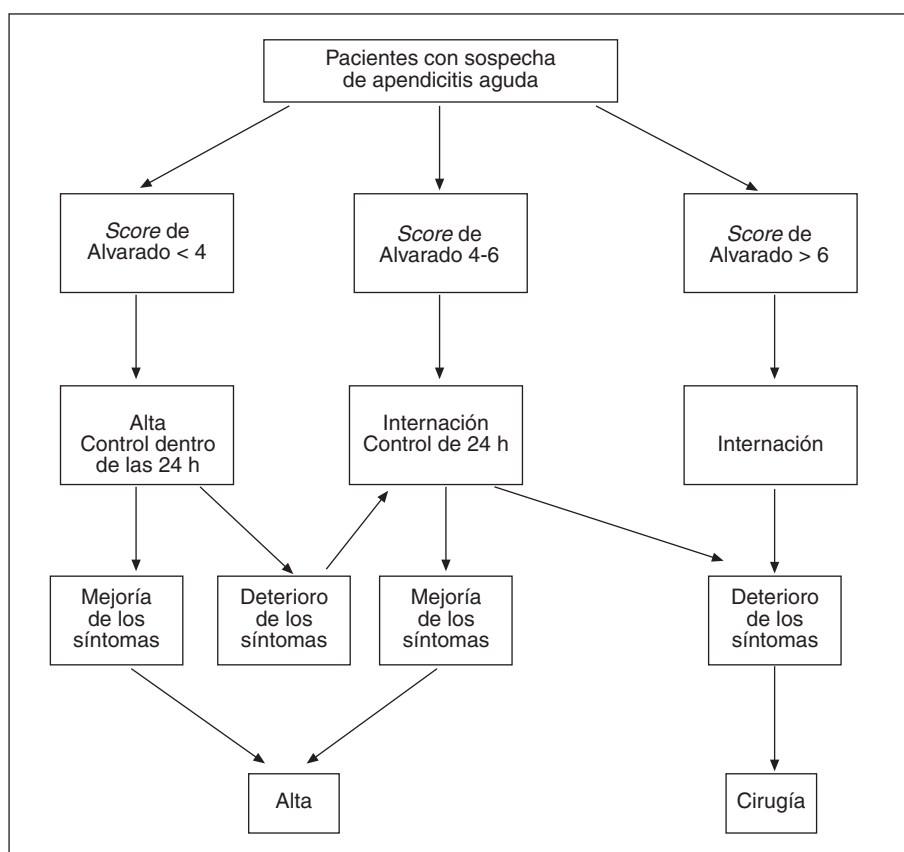 Pacientes con sospecha
de apendicitis aguda
Score de
Alvarado < 4
Score de
Alvarado 4-6
Score de
Alvarado > 6
Alta
Control dentro
de las 24 h
Internación
Control de 24 h
Internación
Mejoría
de los
síntomas
Deterioro
de los
síntomas
Mejoría
de los
síntomas
Deterioro
de los
síntomas
Alta
Cirugía